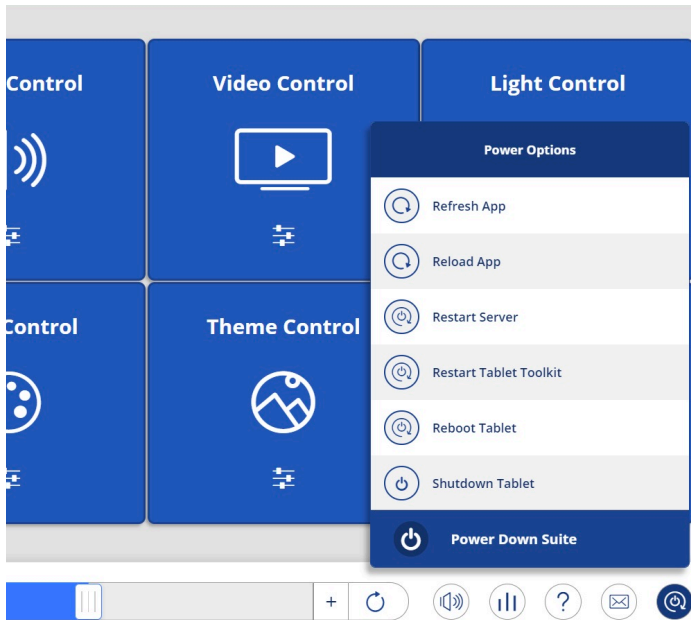 Control
Video Control
Light Control
Power Options
Refresh App
Reload App
Restart Server
Control
Theme Control
Restart Tablet Toolkit
Reboot Tablet
Shutdown Tablet
Power Down Suite
+
?